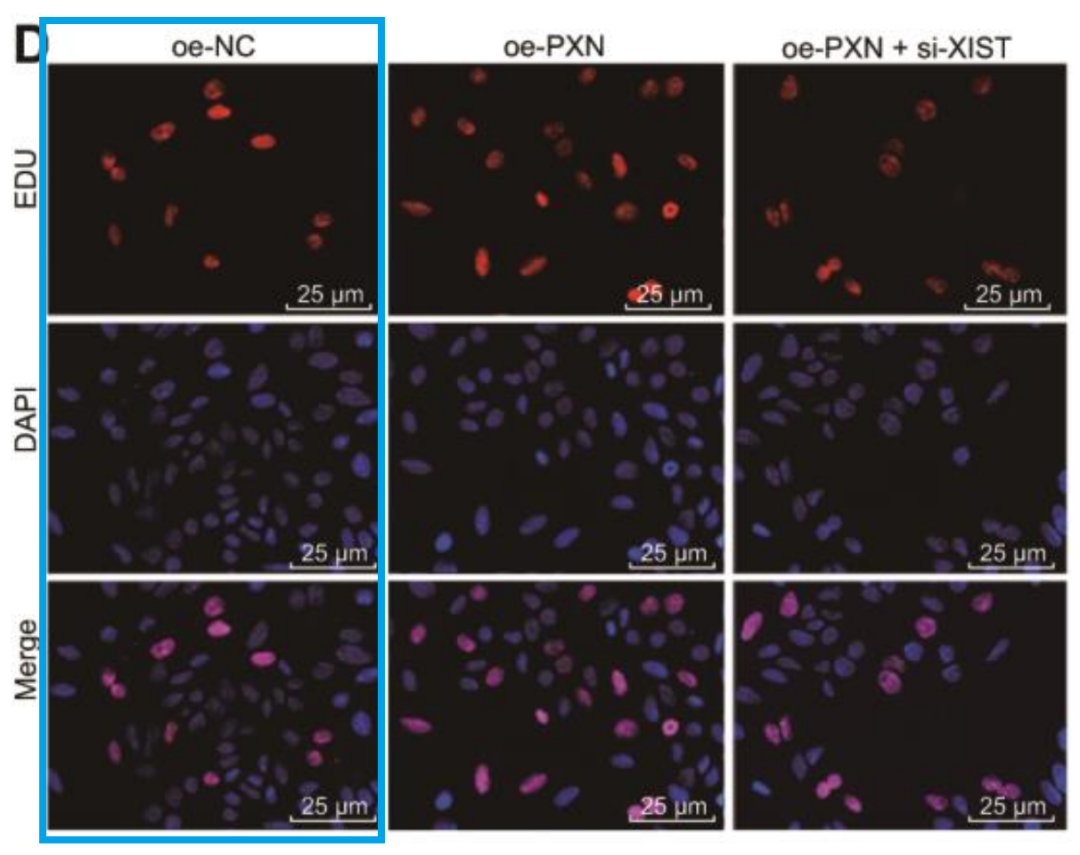 D
oe-NC oe-PXN oe-PXN + si-XIST
EDU
25 µm 25 µm 25 µm
DAPI
25 µm 25 µm 25 µm
Merge
25 µm 25 µm 25 µm